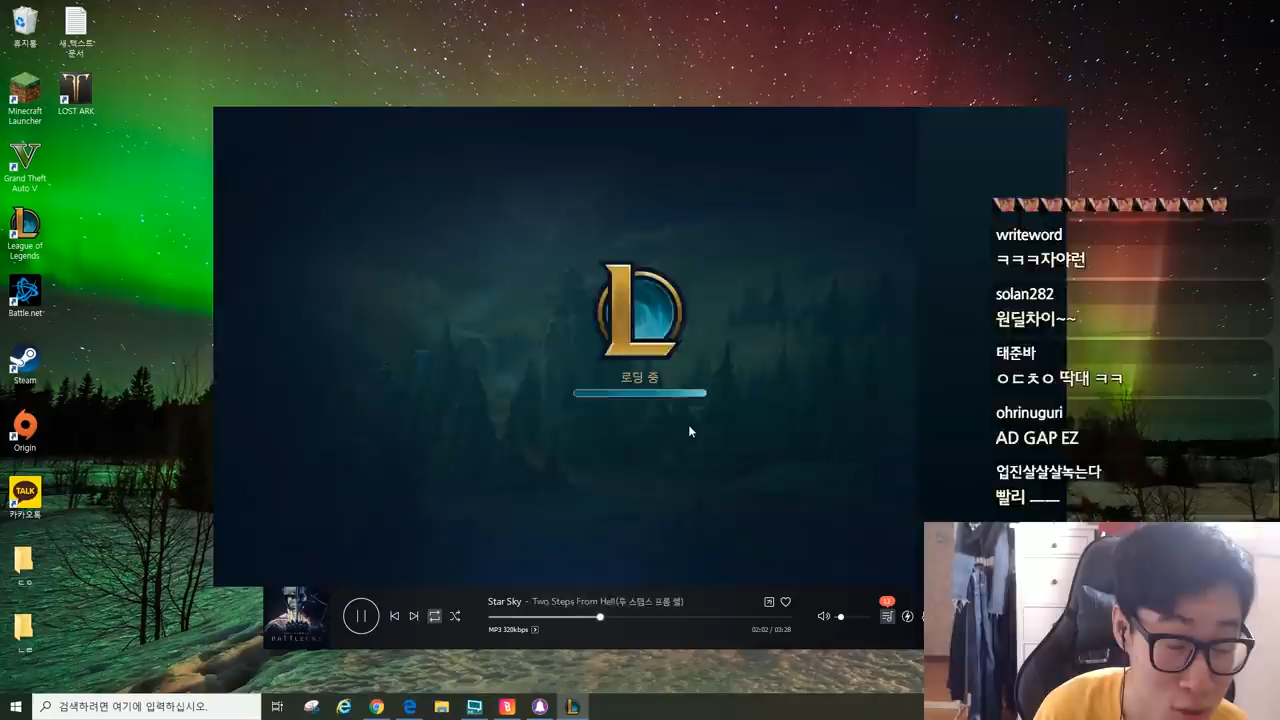 휴지통
새 텍스트 문서
Minecraft Launcher
LOST ARK
Grand Theft Auto V
League of Legends
Battle.net
Steam
Origin
TALK
카카오톡
ㄷㅇ
ㄴㄹ
로딩 중
writeword
ㅋㅋㅋ자야런
solan282
원딜차이~~
태준바
ㅇㄷㅊㅇ 딱대 ㅋㅋ
ohrinuguri
AD GAP EZ
업진살살살녹는다
빨리 ㅡㅡ
Star Sky - Two Steps From Hell(투 스텝스 프롬 헬)
MP3 320kbps
02:02 / 03:28
13
검색하려면 여기에 입력하십시오.